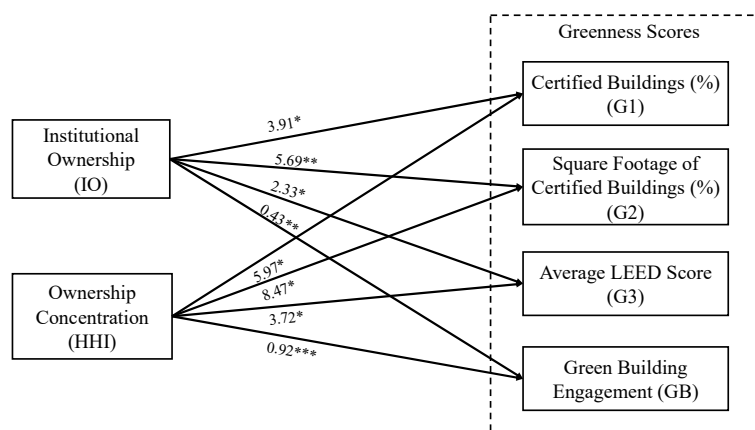 Greenness Scores
Certified Buildings (%)
(G1)
Institutional
Ownership
(IO)
3.91*
5.69**
2.33*
0.43**
Square Footage of
Certified Buildings (%)
(G2)
Ownership
Concentration
(HHI)
5.97*
8.47*
3.72*
0.92***
Average LEED Score
(G3)
Green Building
Engagement (GB)